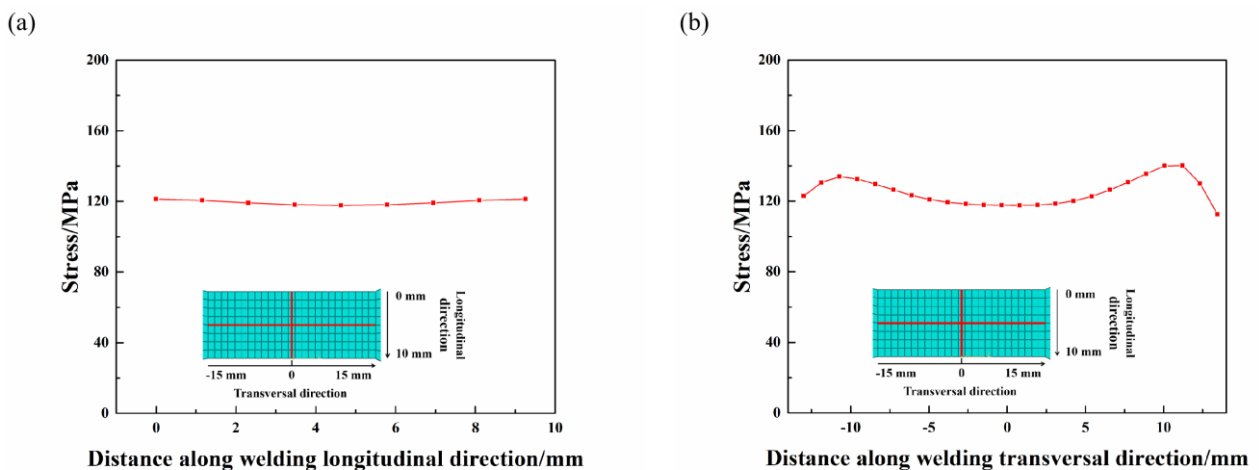 (a)
Stress/MPa
200
160
120
80
40
0
0 2 4 6 8 10
Distance along welding longitudinal direction/mm
0 mm
10 mm
Longitudinal
direction
-15 mm 0 15 mm
Transversal direction
(b)
Stress/MPa
200
160
120
80
40
0
-10 -5 0 5 10
Distance along welding transversal direction/mm
0 mm
10 mm
Longitudinal
direction
-15 mm 0 15 mm
Transversal direction